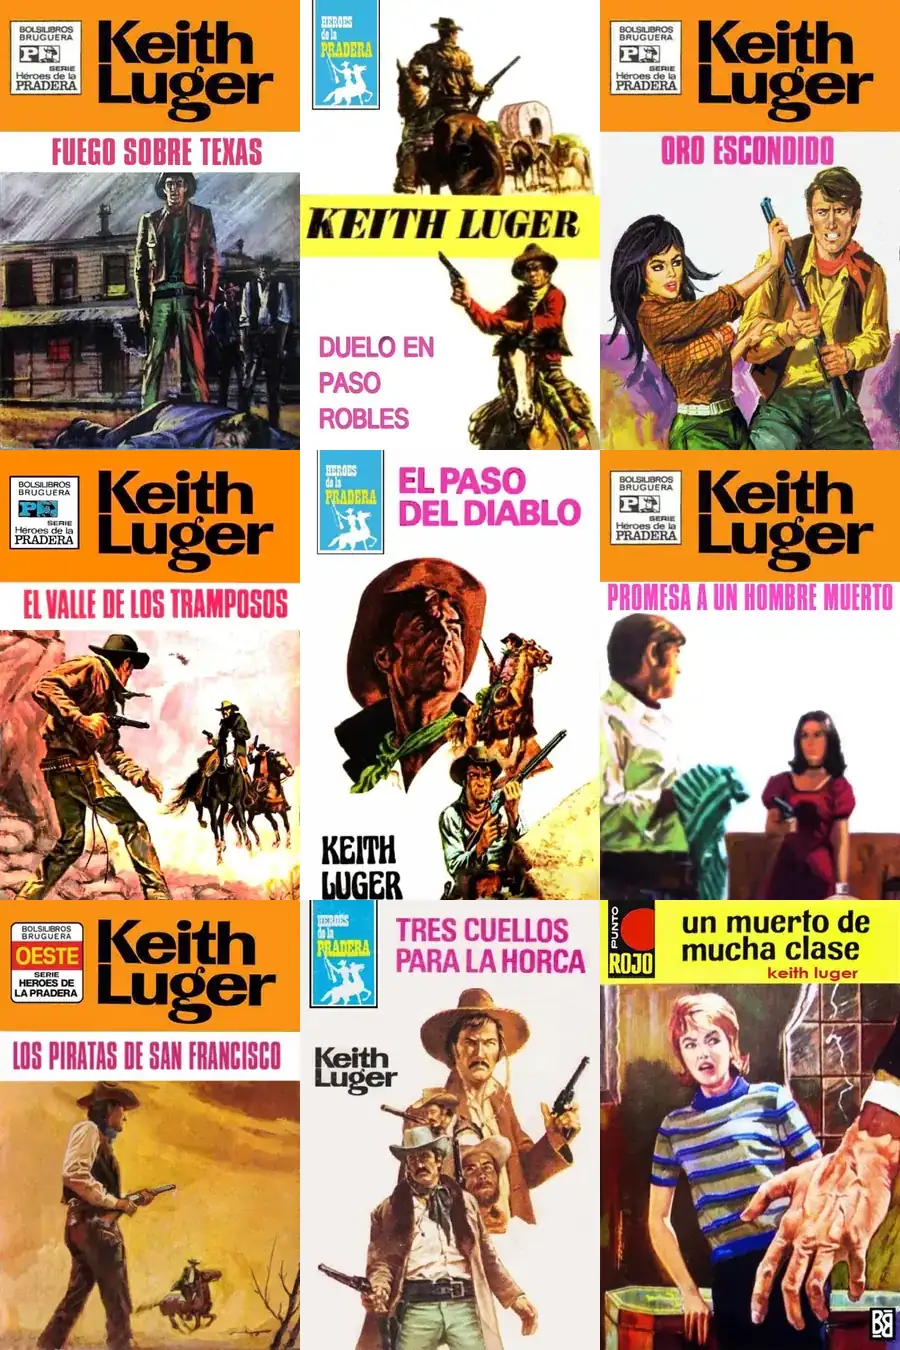 BOLSILIBROS
BRUGUERA
SERIE
Héroes de la
PRADERA
Keith
Luger
FUEGO SOBRE TEXAS
HEROES
de la
PRADERA
KEITH LUGER
DUELO EN
PASO
ROBLES
BOLSILIBROS
BRUGUERA
SERIE
Héroes de la
PRADERA
Keith
Luger
ORO ESCONDIDO
BOLSILIBROS
BRUGUERA
SERIE
Héroes de la
PRADERA
Keith
Luger
EL VALLE DE LOS TRAMPOSOS
HEROES
de la
PRADERA
EL PASO
DEL DIABLO
KEITH
LUGER
BOLSILIBROS
BRUGUERA
SERIE
Héroes de la
PRADERA
Keith
Luger
PROMESA A UN HOMBRE MUERTO
BOLSILIBROS
BRUGUERA
OESTE
SERIE
HEROES DE
LA PRADERA
Keith
Luger
LOS PIRATAS DE SAN FRANCISCO
HEROES
de la
PRADERA
TRES CUELLOS
PARA LA HORCA
Keith
Luger
PUNTO
ROJO
un muerto de
mucha clase
keith luger